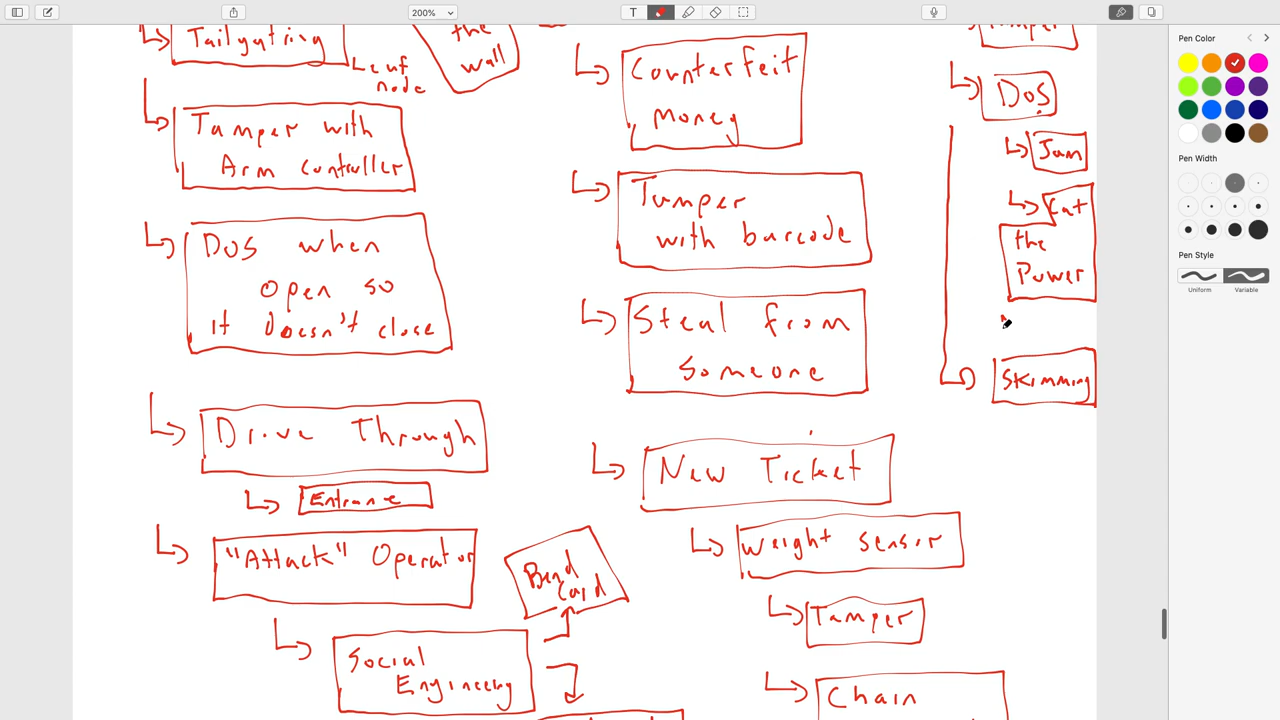 200%
T
Tailgating
Leaf
node
the
wall
Tamper with
Arm controller
DOS when
open so
it doesn't close
Drive Through
Entrance
"Attack" Operator
Social
Engineering
Bend
Card
Counterfeit
money
Tamper
with barcode
Steal from
Someone
New Ticket
Weight sensor
Tamper
Chain
DoS
Jam
Cut
the
Power
Skimming
Pen Color
Pen Width
Pen Style
Uniform
Variable